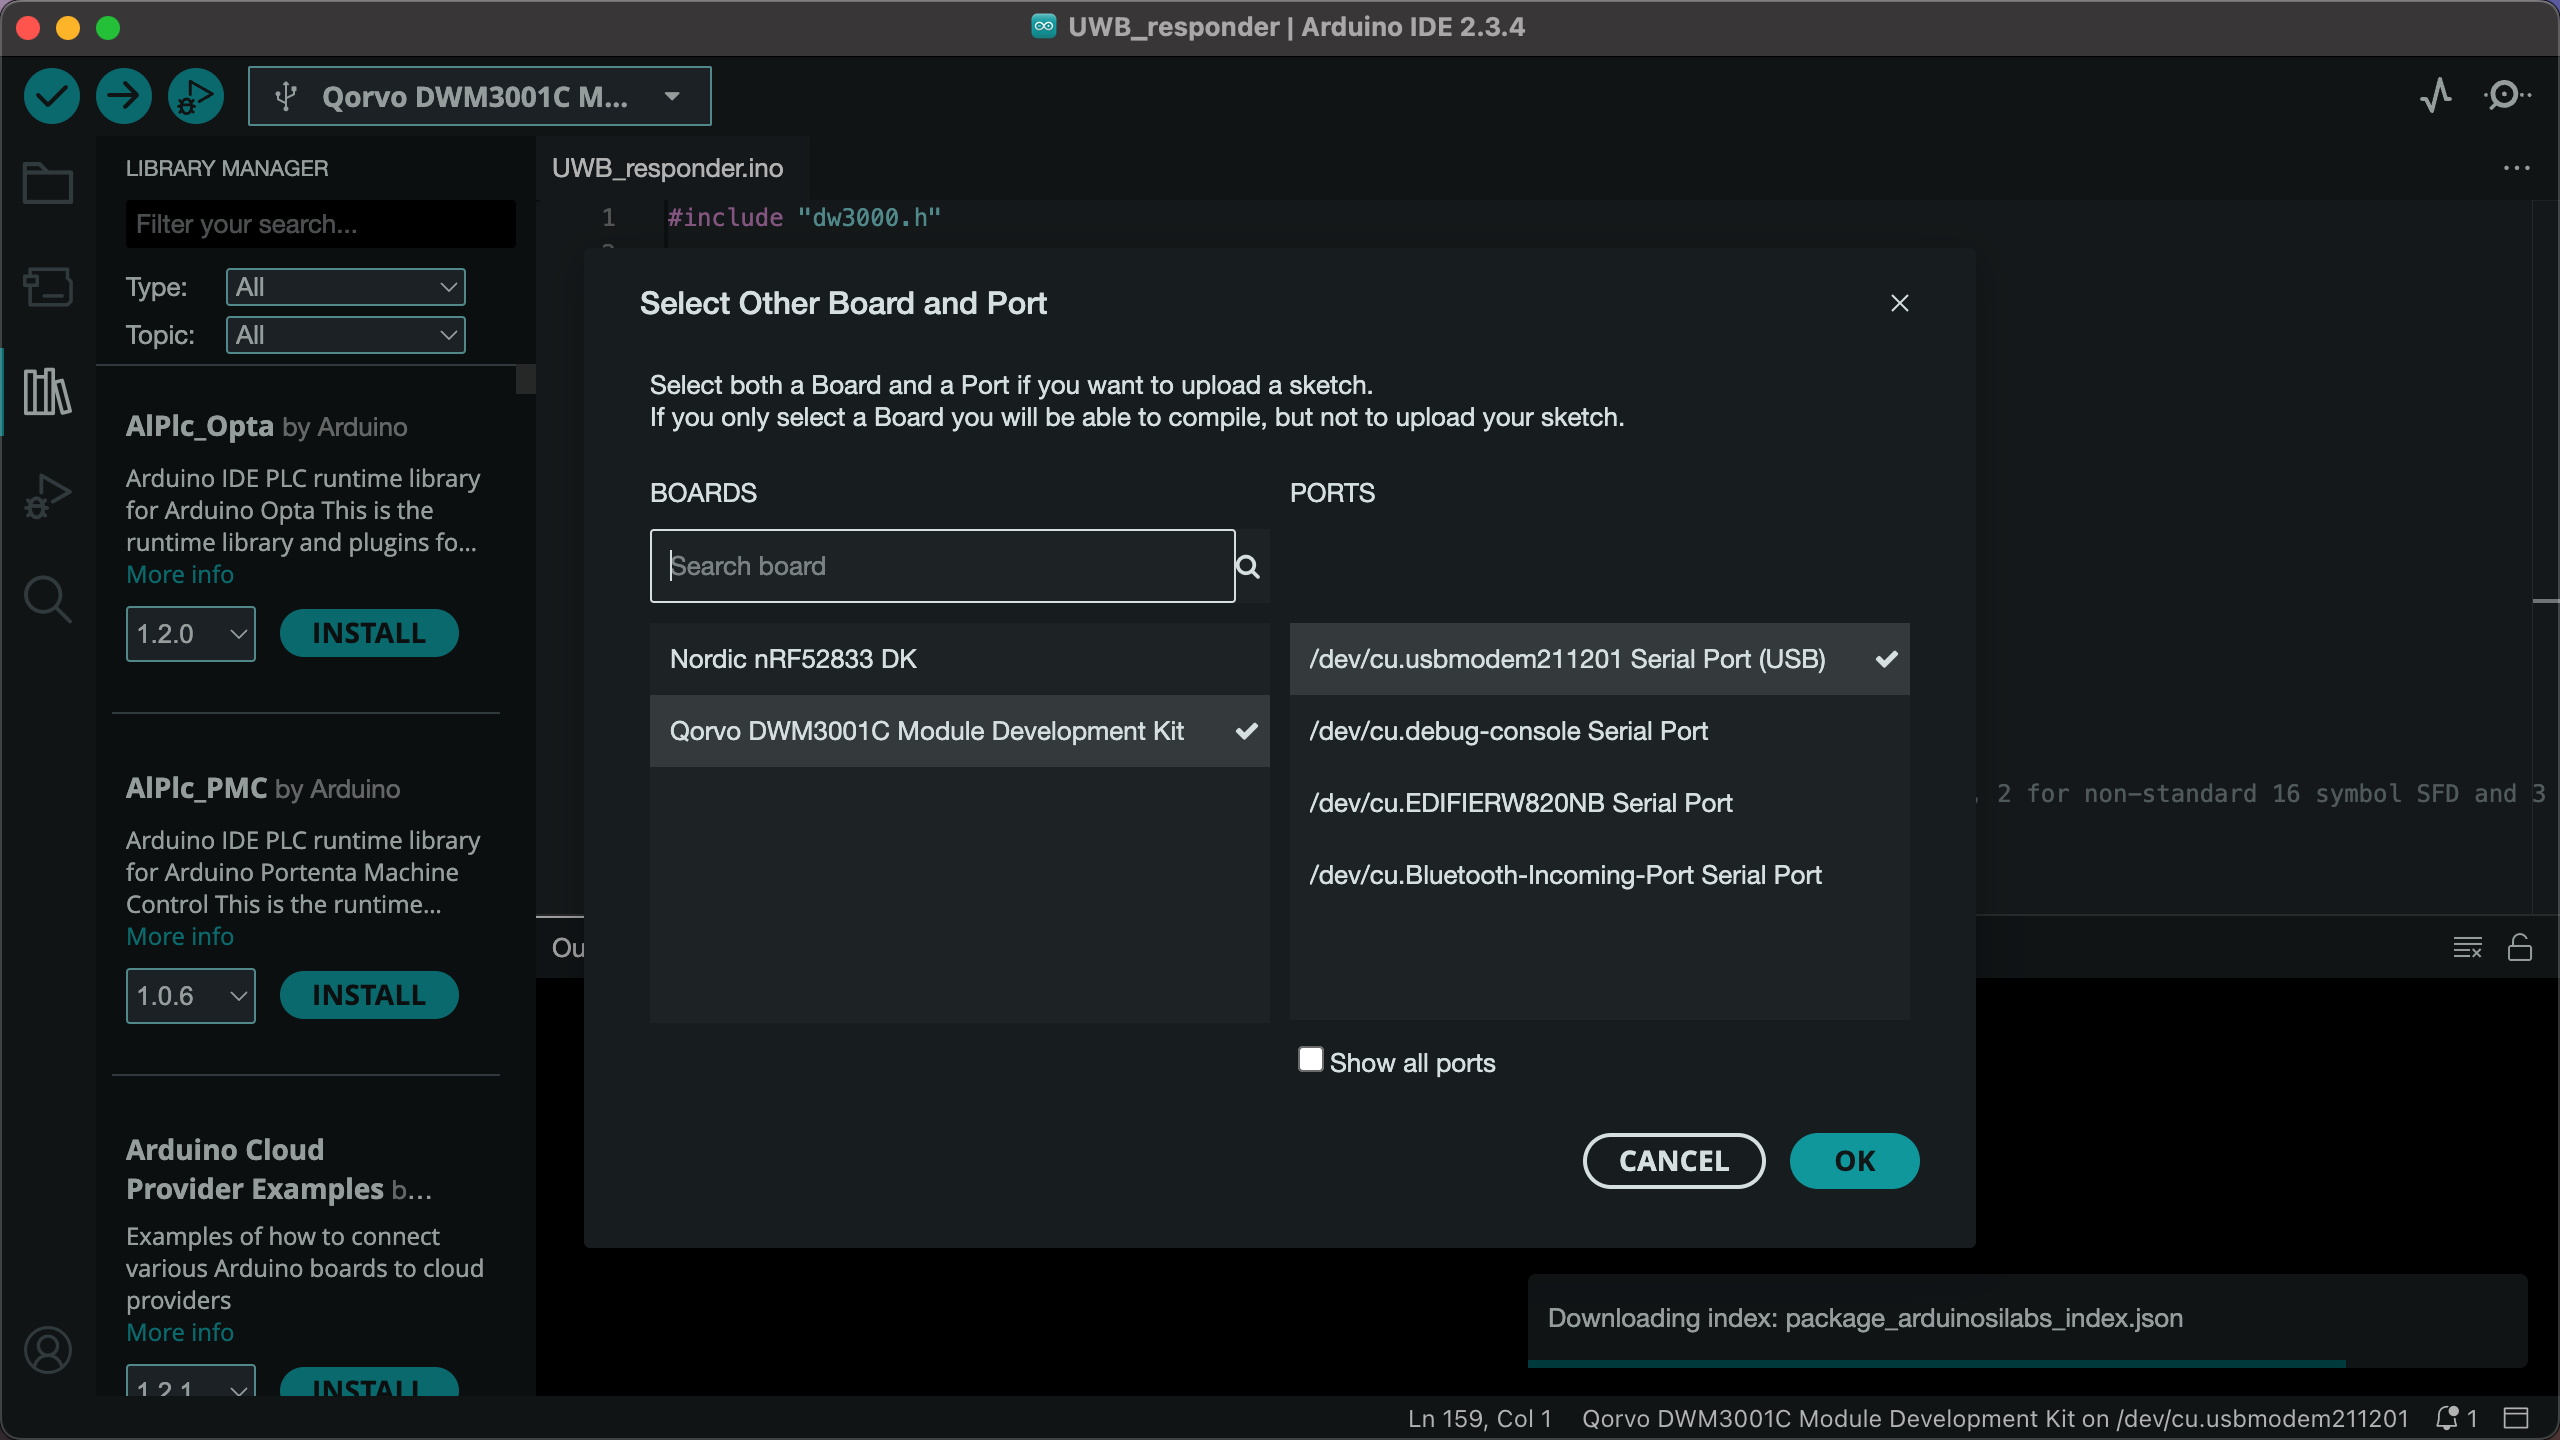 UWB_responder | Arduino IDE 2.3.4
Qorvo DWM3001C M...
LIBRARY MANAGER
Filter your search...
Type: All
Topic: All
AlPlc_Opta by Arduino
Arduino IDE PLC runtime library
for Arduino Opta This is the
runtime library and plugins fo...
More info
1.2.0 INSTALL
AlPlc_PMC by Arduino
Arduino IDE PLC runtime library
for Arduino Portenta Machine
Control This is the runtime...
More info
1.0.6 INSTALL
Arduino Cloud
Provider Examples b...
Examples of how to connect
various Arduino boards to cloud
providers
More info
1.2.1 INSTALL
UWB_responder.ino
1 #include "dw3000.h"
2 for non-standard 16 symbol SFD and 3
Ou
Select Other Board and Port
Select both a Board and a Port if you want to upload a sketch.
If you only select a Board you will be able to compile, but not to upload your sketch.
BOARDS
Search board
Nordic nRF52833 DK
Qorvo DWM3001C Module Development Kit
PORTS
/dev/cu.usbmodem211201 Serial Port (USB)
/dev/cu.debug-console Serial Port
/dev/cu.EDIFIERW820NB Serial Port
/dev/cu.Bluetooth-Incoming-Port Serial Port
Show all ports
CANCEL OK
Downloading index: package_arduinosilabs_index.json
Ln 159, Col 1 Qorvo DWM3001C Module Development Kit on /dev/cu.usbmodem211201 1